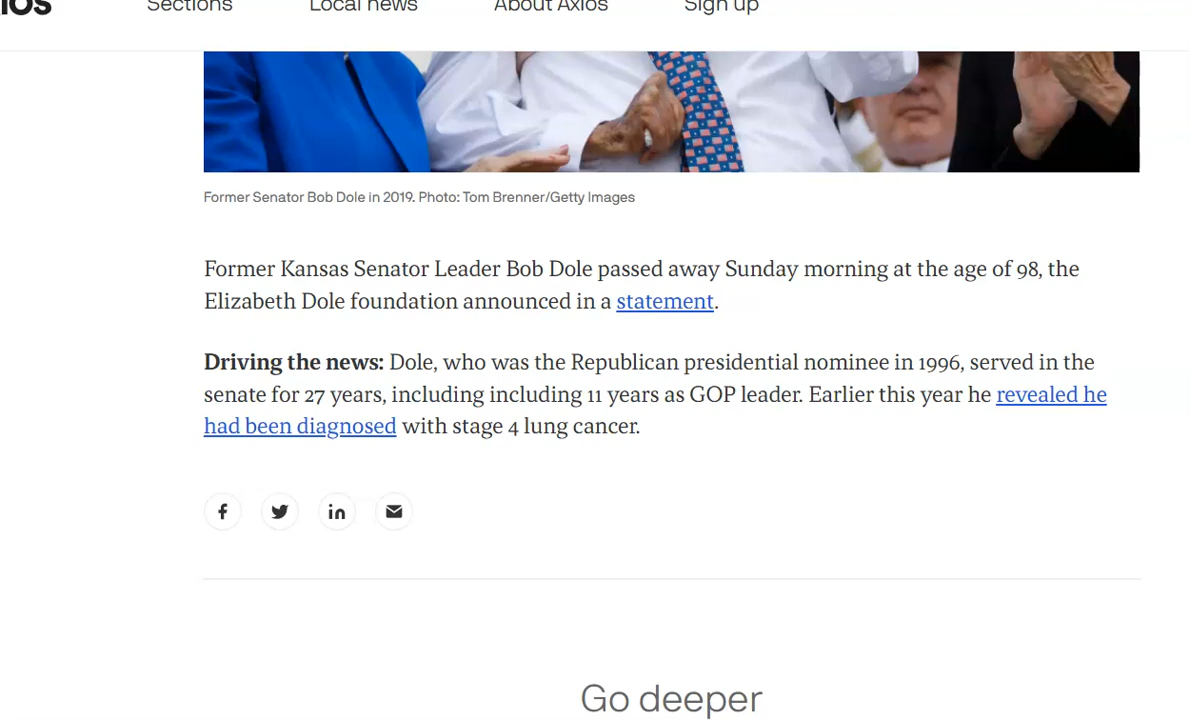 Sections Local news About Axios Sign up
Former Senator Bob Dole in 2019. Photo: Tom Brenner/Getty Images
Former Kansas Senator Leader Bob Dole passed away Sunday morning at the age of 98, the
Elizabeth Dole foundation announced in a statement.
Driving the news: Dole, who was the Republican presidential nominee in 1996, served in the
senate for 27 years, including including 11 years as GOP leader. Earlier this year he revealed he
had been diagnosed with stage 4 lung cancer.
Go deeper